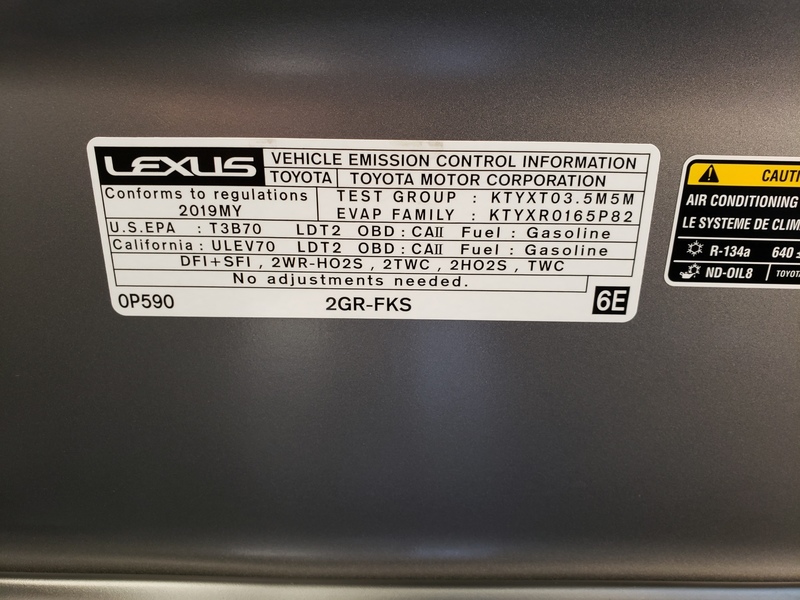 LEXUS VEHICLE EMISSION CONTROL INFORMATION
TOYOTA TOYOTA MOTOR CORPORATION
Conforms to regulations
2019MY
TEST GROUP : KTYXT03.5M5M
EVAP FAMILY : KTYXR0165P82
U.S.EPA : T3B70 LDT2 OBD : CAII Fuel : Gasoline
California : ULEV70 LDT2 OBD : CAII Fuel : Gasoline
DFI+SFI , 2WR-HO2S , 2TWC , 2HO2S , TWC
No adjustments needed.
0P590 2GR-FKS 6E
AIR CONDITIONING
LE SYSTEME DE
R-134a 640
ND-OIL8